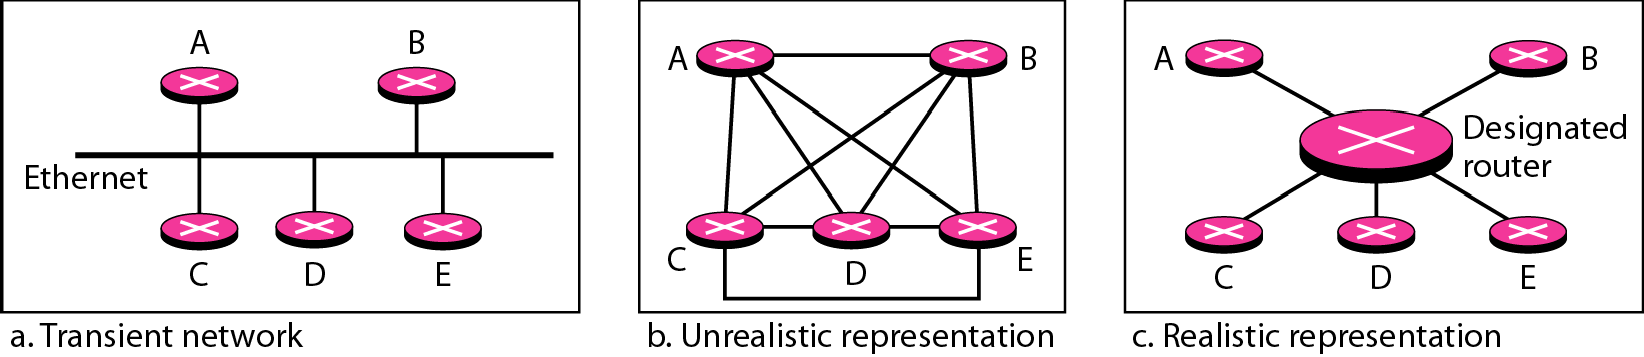 A B
Ethernet
C D E
a. Transient network
A B
C D E
b. Unrealistic representation
A B
Designated
router
C D E
c. Realistic representation